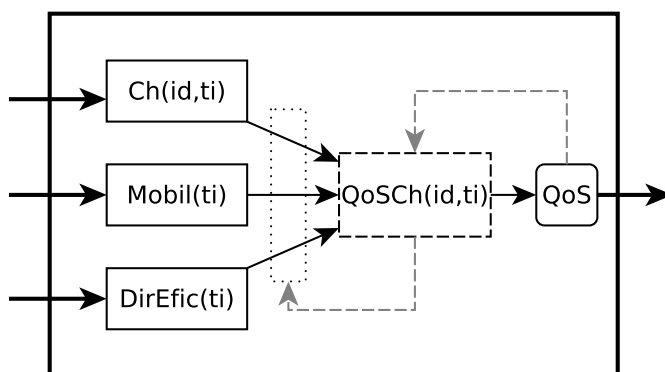 Ch(id,ti)
Mobil(ti)
QoSCh(id,ti)
QoS
DirEfic(ti)